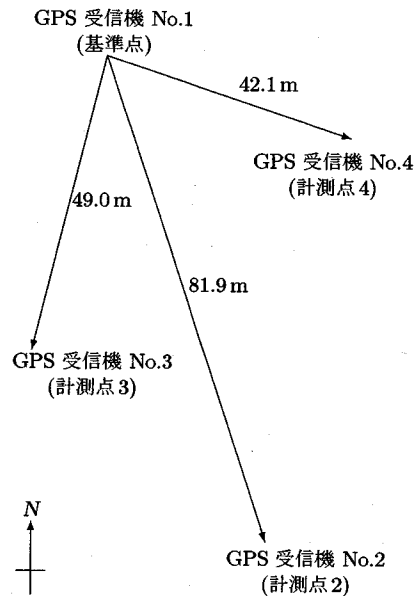 GPS 受信機 No.1
(基準点)
42.1 m
GPS 受信機 No.4
(計測点4)
49.0 m
81.9 m
GPS 受信機 No.3
(計測点3)
N
GPS 受信機 No.2
(計測点2)